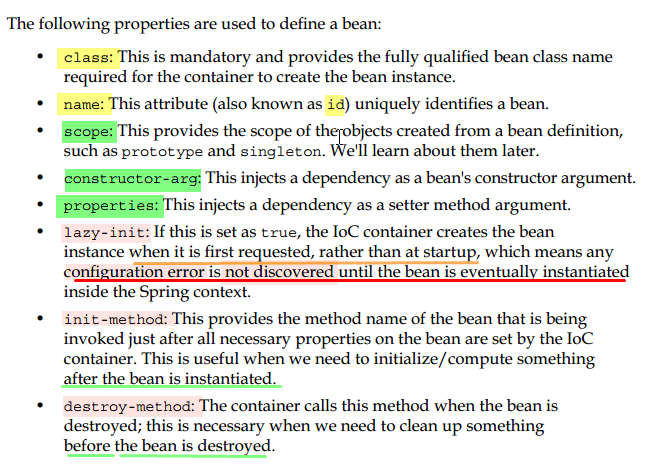 The following properties are used to define a bean:
• class: This is mandatory and provides the fully qualified bean class name
required for the container to create the bean instance.
• name: This attribute (also known as id) uniquely identifies a bean.
• scope: This provides the scope of the objects created from a bean definition,
such as prototype and singleton. We'll learn about them later.
• constructor-arg: This injects a dependency as a bean's constructor argument.
• properties: This injects a dependency as a setter method argument.
• lazy-init: If this is set as true, the IoC container creates the bean
instance when it is first requested, rather than at startup, which means any
configuration error is not discovered until the bean is eventually instantiated
inside the Spring context.
• init-method: This provides the method name of the bean that is being
invoked just after all necessary properties on the bean are set by the IoC
container. This is useful when we need to initialize/compute something
after the bean is instantiated.
• destroy-method: The container calls this method when the bean is
destroyed; this is necessary when we need to clean up something
before the bean is destroyed.